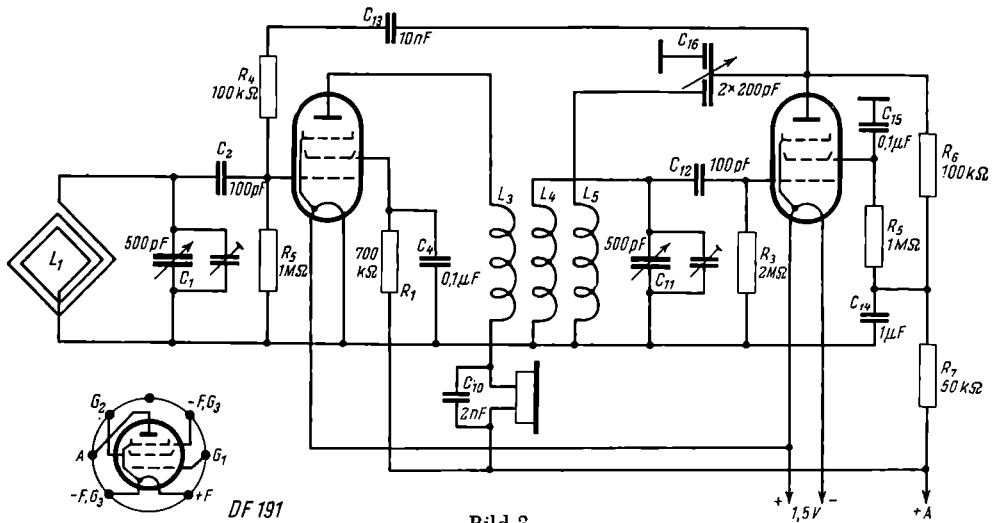 C13
10nF
C16
2×200pF
R4
100kΩ
C2
100pF
C15
0,1µF
R6
100kΩ
C12
100pF
L3
L4
L5
L1
500pF
C1
R5
1MΩ
700
kΩ
R1
C4
0,1µF
500pF
C11
R3
2MΩ
R5
1MΩ
C14
1µF
R7
50kΩ
C10
2nF
G2
-F,G3
A
G1
-F,G3
+F
DF 191
+ 1,5V -
+A
Bild 8